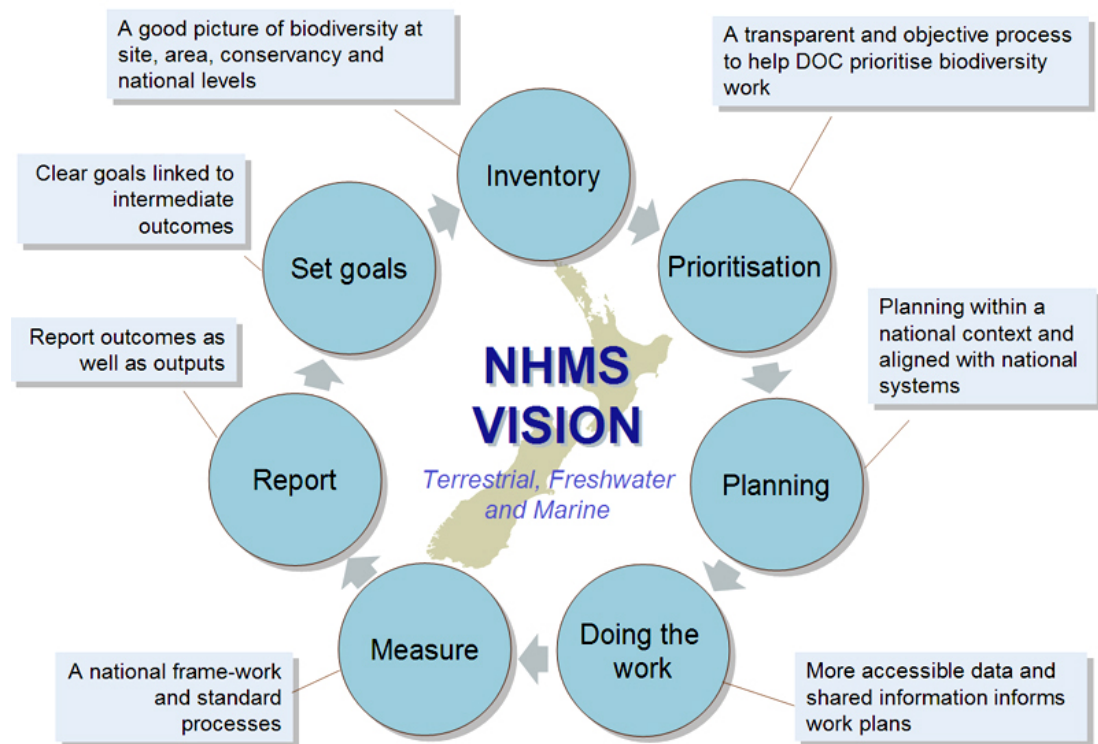 A good picture of biodiversity at
site, area, conservancy and
national levels
A transparent and objective process
to help DOC prioritise biodiversity
work
Inventory
Clear goals linked to
intermediate
outcomes
Set goals
Prioritisation
Report outcomes as
well as outputs
Planning within a
national context and
aligned with national
systems
NHMS
VISION
Terrestrial, Freshwater
and Marine
Report
Planning
Measure
Doing the
work
A national frame-work
and standard
processes
More accessible data and
shared information informs
work plans